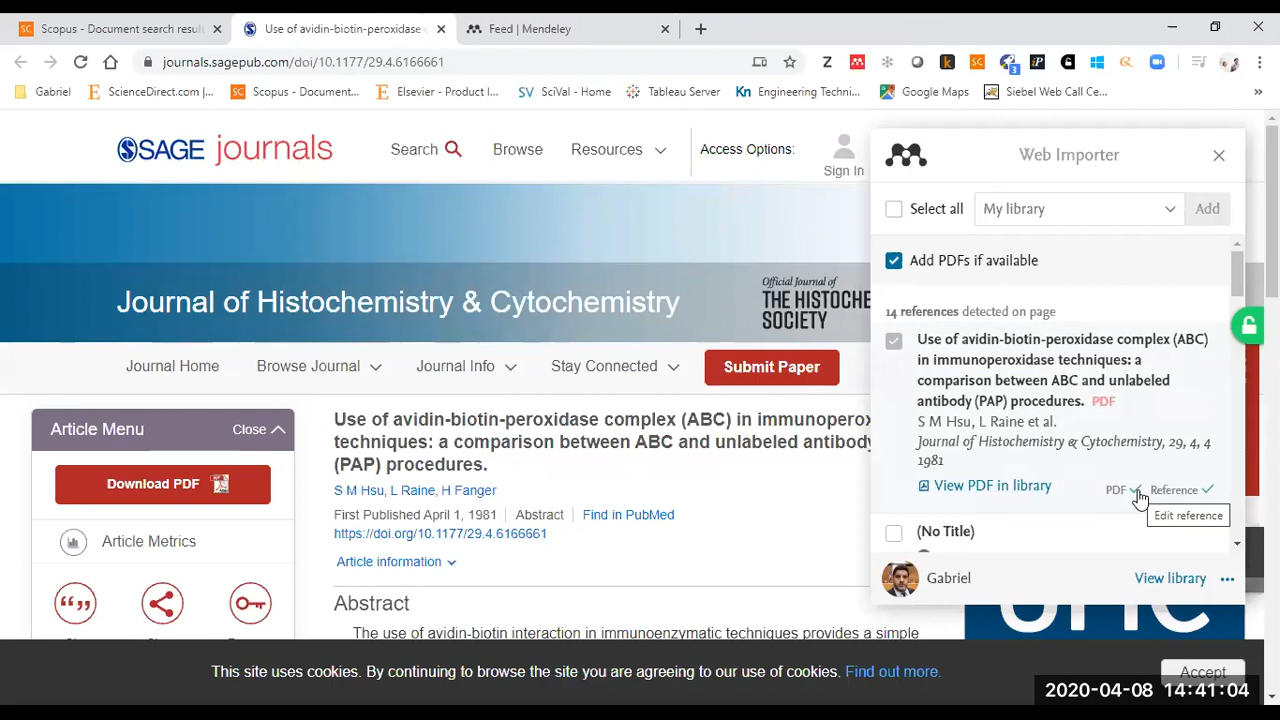 Scopus - Document search result
Use of avidin-biotin-peroxidase
Feed | Mendeley
journals.sagepub.com/doi/10.1177/29.4.6166661
Z
SC
3
k
iP
Gabriel
ScienceDirect.com |...
Scopus - Document...
Elsevier - Product I...
SV SciVal - Home
Tableau Server
Kn Engineering Techni...
Google Maps
Siebel Web Call Ce...
»
SAGE journals
Search
Browse
Resources
Access Options:
Sign In
Journal of Histochemistry & Cytochemistry
Official Journal of
THE HISTOCHE
SOCIETY
Journal Home
Browse Journal
Journal Info
Stay Connected
Submit Paper
Article Menu
Close
Download PDF
Article Metrics
Use of avidin-biotin-peroxidase complex (ABC) in immunoperox
techniques: a comparison between ABC and unlabeled antibody
(PAP) procedures.
S M Hsu, L Raine, H Fanger
First Published April 1, 1981
Abstract
Find in PubMed
https://doi.org/10.1177/29.4.6166661
Article information
Abstract
The use of avidin-biotin interaction in immunoenzymatic techniques provides a simple
Web Importer
Select all
My library
Add
Add PDFs if available
14 references detected on page
Use of avidin-biotin-peroxidase complex (ABC)
in immunoperoxidase techniques: a
comparison between ABC and unlabeled
antibody (PAP) procedures. PDF
S M Hsu, L Raine et al.
Journal of Histochemistry & Cytochemistry, 29, 4, 4
1981
View PDF in library
PDF
Reference
Edit reference
(No Title)
Gabriel
View library
This site uses cookies. By continuing to browse the site you are agreeing to our use of cookies. Find out more.
Accept
2020-04-08 14:41:04